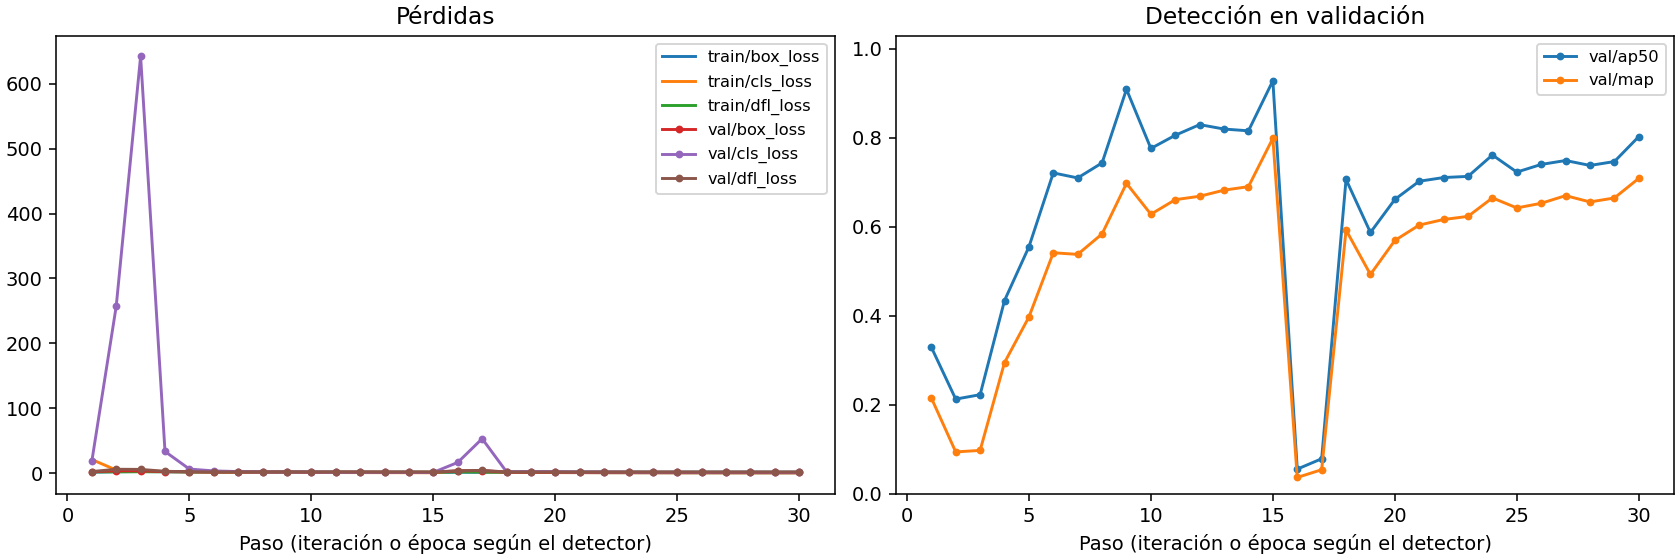 Pérdidas
600
500
400
300
200
100
0
0 5 10 15 20 25 30
Paso (iteración o época según el detector)
train/box_loss
train/cls_loss
train/dfl_loss
val/box_loss
val/cls_loss
val/dfl_loss
Detección en validación
1.0
0.8
0.6
0.4
0.2
0.0
0 5 10 15 20 25 30
Paso (iteración o época según el detector)
val/ap50
val/map